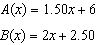 A(x) = 1.50x + 6
B(x) = 2x + 2.50